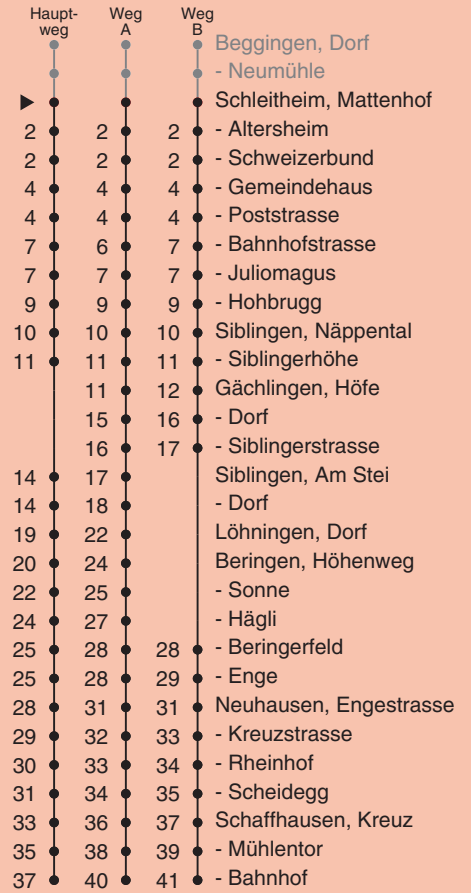 Haupt- Weg Weg
weg A B
Beggingen, Dorf
- Neumühle
Schleitheim, Mattenhof
2 2 2 - Altersheim
2 2 2 - Schweizerbund
4 4 4 - Gemeindehaus
4 4 4 - Poststrasse
7 6 7 - Bahnhofstrasse
7 7 7 - Juliomagus
9 9 9 - Hohbrugg
10 10 10 Siblingen, Näppental
11 11 11 - Siblingerhöhe
11 12 Gächlingen, Höfe
15 16 - Dorf
16 17 - Siblingerstrasse
14 17 Siblingen, Am Stei
14 18 - Dorf
19 22 Löhningen, Dorf
20 24 Beringen, Höhenweg
22 25 - Sonne
24 27 - Hägli
25 28 28 - Beringerfeld
25 28 29 - Enge
28 31 31 Neuhausen, Engestrasse
29 32 33 - Kreuzstrasse
30 33 34 - Rheinhof
31 34 35 - Scheidegg
33 36 37 Schaffhausen, Kreuz
35 38 39 - Mühlentor
37 40 41 - Bahnhof